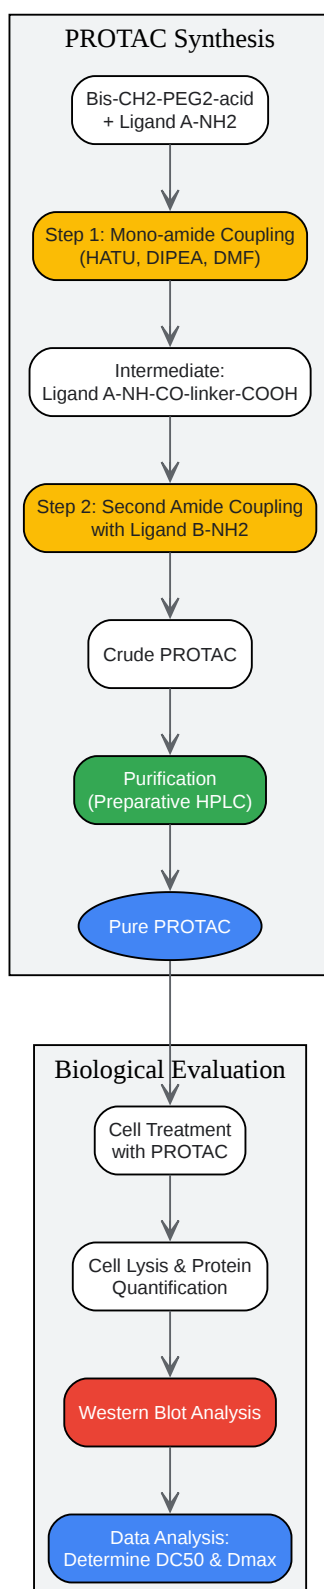 PROTAC Synthesis
Bis-CH2-PEG2-acid
+ Ligand A-NH2
Step 1: Mono-amide Coupling
(HATU, DIPEA, DMF)
Intermediate:
Ligand A-NH-CO-linker-COOH
Step 2: Second Amide Coupling
with Ligand B-NH2
Crude PROTAC
Purification
(Preparative HPLC)
Pure PROTAC
Biological Evaluation
Cell Treatment
with PROTAC
Cell Lysis & Protein
Quantification
Western Blot Analysis
Data Analysis:
Determine DC50 & Dmax